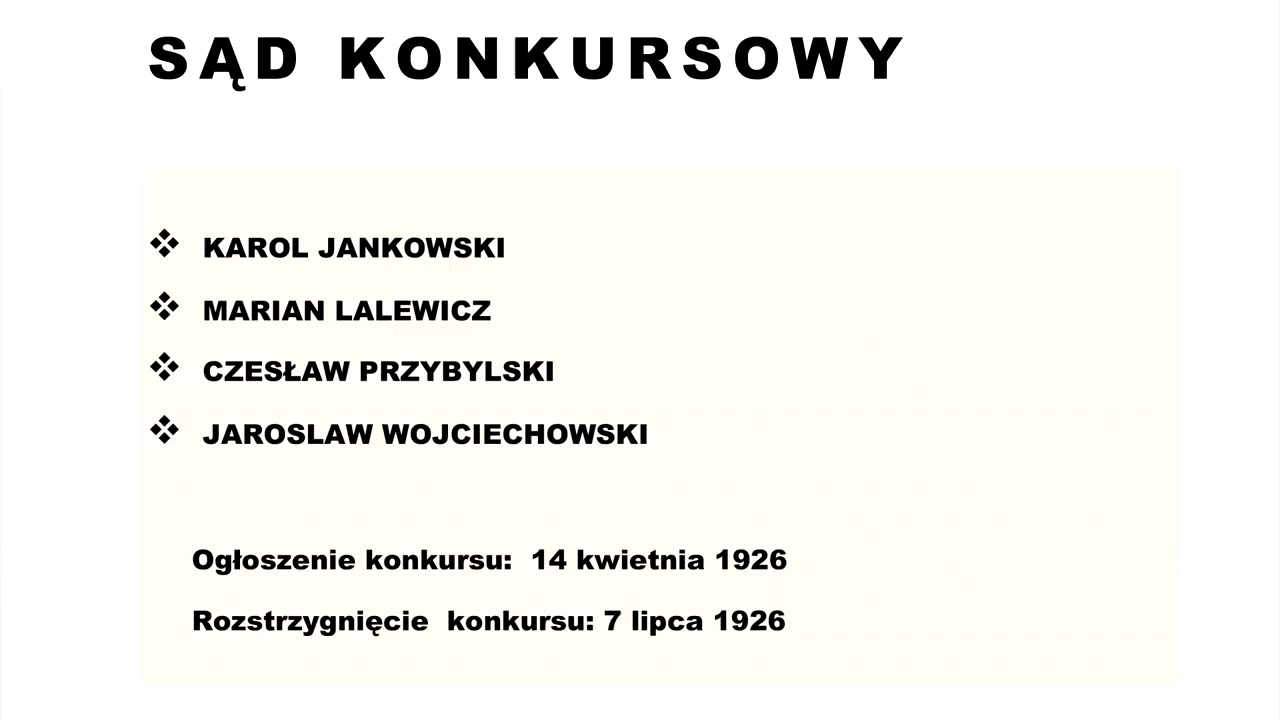 SĄD KONKURSOWY
❖ KAROL JANKOWSKI
❖ MARIAN LALEWICZ
❖ CZESŁAW PRZYBYLSKI
❖ JAROSLAW WOJCIECHOWSKI
Ogłoszenie konkursu: 14 kwietnia 1926
Rozstrzygnięcie konkursu: 7 lipca 1926